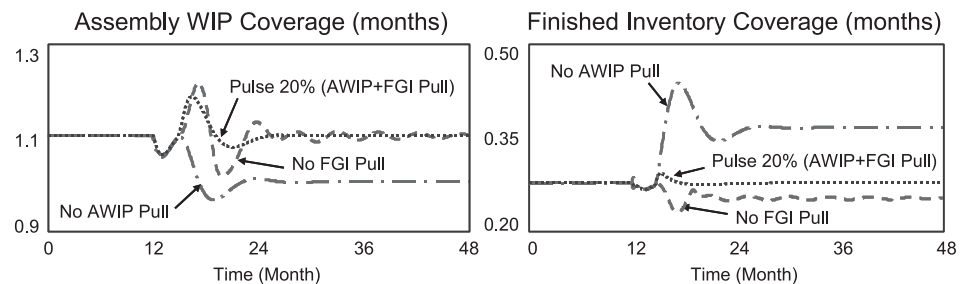 Assembly WIP Coverage (months)
1.3
1.1
0.9
Pulse 20% (AWIP+FGI Pull)
No FGI Pull
No AWIP Pull
0 12 24 36 48
Time (Month)
Finished Inventory Coverage (months)
0.50
0.35
0.20
No AWIP Pull
Pulse 20% (AWIP+FGI Pull)
No FGI Pull
0 12 24 36 48
Time (Month)